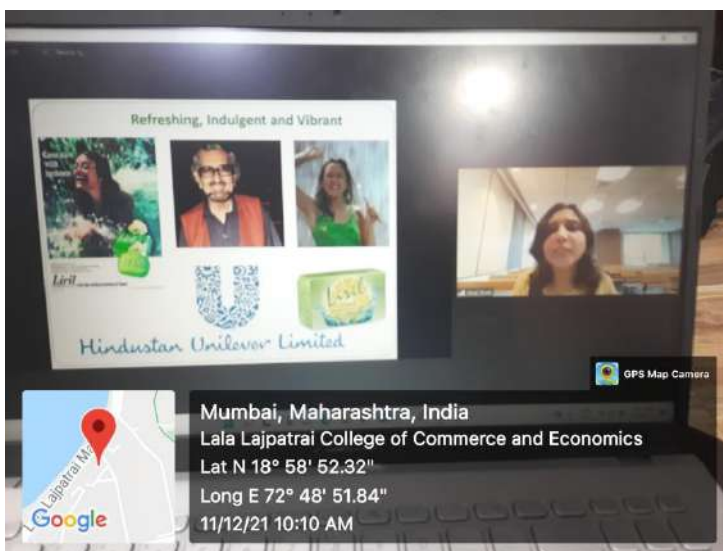 Refreshing, Indulgent and Vibrant
Liril
Liril
Hindustan Unilever Limited
GPS Map Camera
Lajpatrai Ma
Google
Mumbai, Maharashtra, India
Lala Lajpatrai College of Commerce and Economics
Lat N 18° 58' 52.32"
Long E 72° 48' 51.84"
11/12/21 10:10 AM